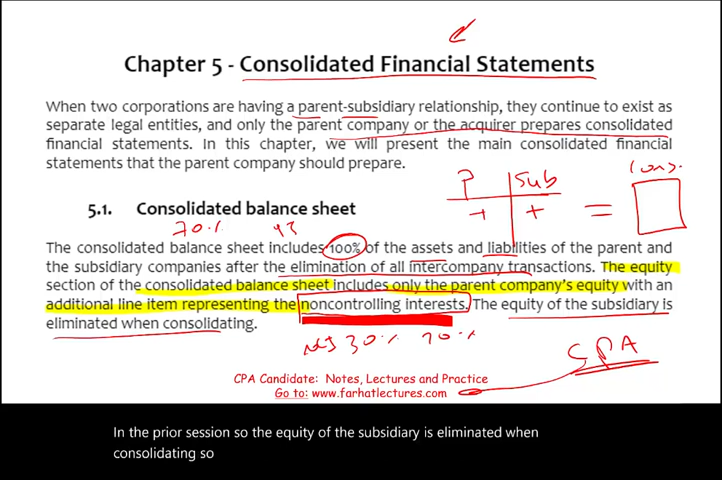 Chapter 5 - Consolidated Financial Statements
When two corporations are having a parent-subsidiary relationship, they continue to exist as
separate legal entities, and only the parent company or the acquirer prepares consolidated
financial statements. In this chapter, we will present the main consolidated financial
statements that the parent company should prepare.
P Sub Cons.
+ + =
5.1. Consolidated balance sheet
70%
The consolidated balance sheet includes 100% of the assets and liabilities of the parent and
the subsidiary companies after the elimination of all intercompany transactions. The equity
section of the consolidated balance sheet includes only the parent company's equity with an
additional line item representing the noncontrolling interests. The equity of the subsidiary is
eliminated when consolidating.
30% 70%
CPA
CPA Candidate: Notes, Lectures and Practice
Go to: www.farhatlectures.com
In the prior session so the equity of the subsidiary is eliminated when
consolidating so